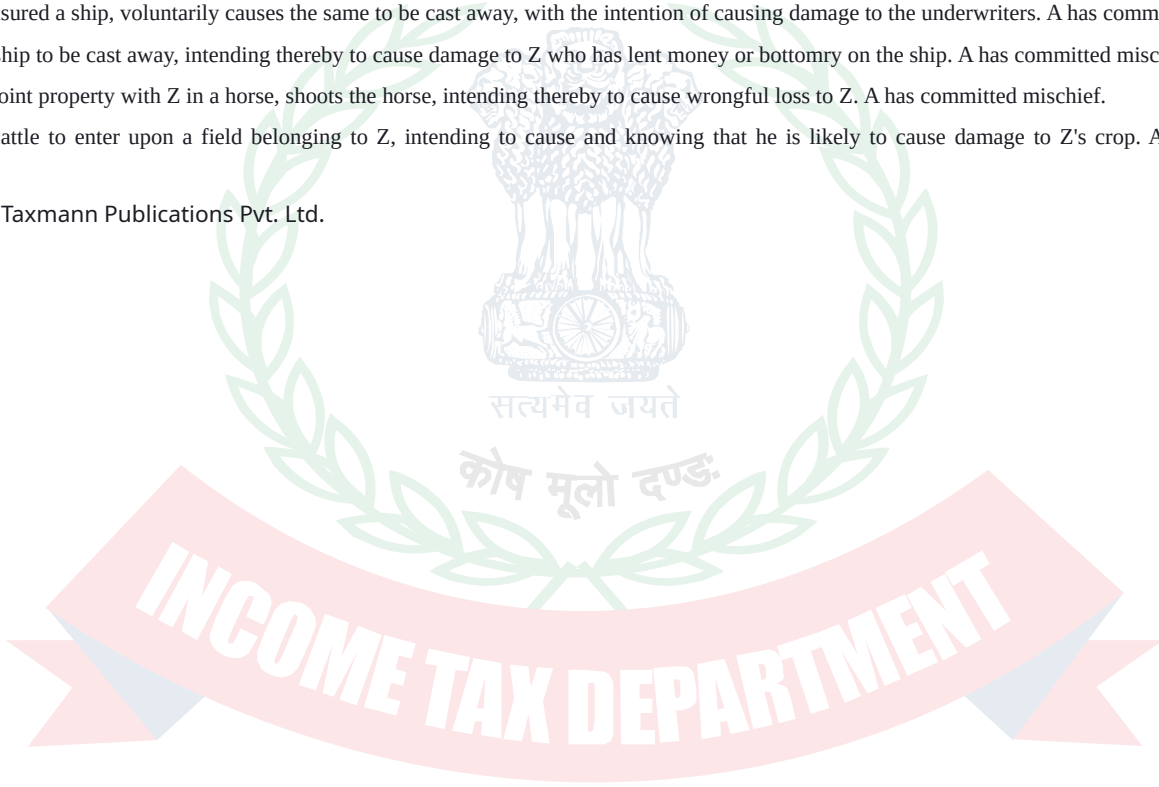 sured a ship, voluntarily causes the same to be cast away, with the intention of causing damage to the underwriters. A has comm
hip to be cast away, intending thereby to cause damage to Z who has lent money or bottomry on the ship. A has committed misc
oint property with Z in a horse, shoots the horse, intending thereby to cause wrongful loss to Z. A has committed mischief.
attle to enter upon a field belonging to Z, intending to cause and knowing that he is likely to cause damage to Z's crop. A
Taxmann Publications Pvt. Ltd.
सत्यमेव जयते
कोष मूलो दण्डः
INCOME TAX DEPARTMENT